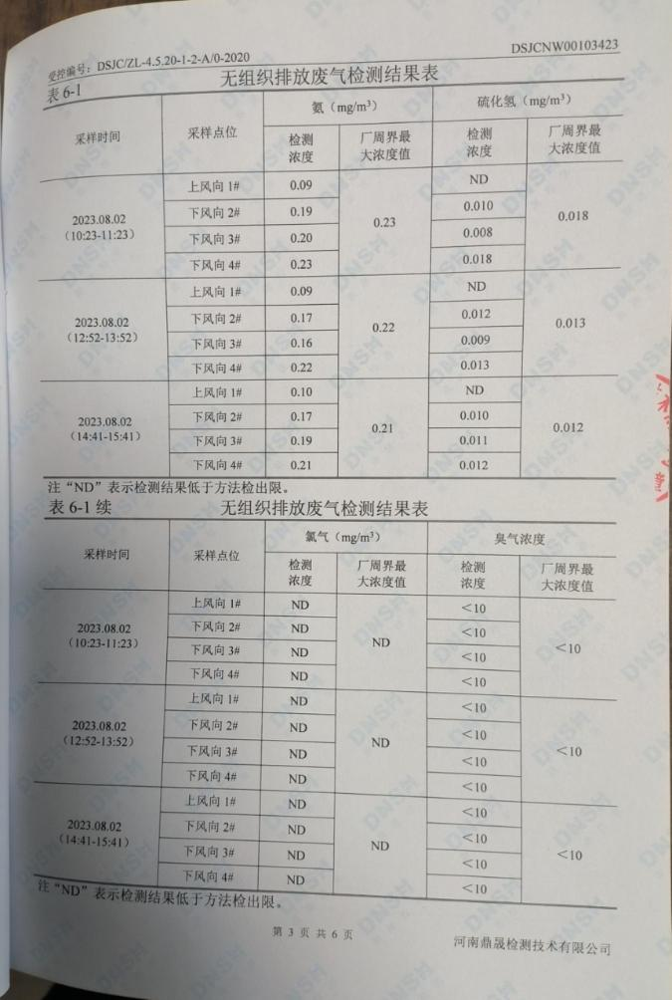 受控编号：DSJC/ZL-4.5.20-1-2-A/0-2020 DSJCNW00103423
表 6-1 无组织排放废气检测结果表
采样时间 采样点位 氨（mg/m³） 硫化氢（mg/m³）
检测浓度 厂周界最大浓度值 检测浓度 厂周界最大浓度值
2023.08.02（10:23-11:23） 上风向 1# 0.09 0.23 ND 0.018
下风向 2# 0.19 0.010
下风向 3# 0.20 0.008
下风向 4# 0.23 0.018
2023.08.02（12:52-13:52） 上风向 1# 0.09 0.22 ND 0.013
下风向 2# 0.17 0.012
下风向 3# 0.16 0.009
下风向 4# 0.22 0.013
2023.08.02（14:41-15:41） 上风向 1# 0.10 0.21 ND 0.012
下风向 2# 0.17 0.010
下风向 3# 0.19 0.011
下风向 4# 0.21 0.012
注“ND”表示检测结果低于方法检出限。
表 6-1 续 无组织排放废气检测结果表
采样时间 采样点位 氯气（mg/m³） 臭气浓度
检测浓度 厂周界最大浓度值 检测浓度 厂周界最大浓度值
2023.08.02（10:23-11:23） 上风向 1# ND ND ＜10 ＜10
下风向 2# ND ＜10
下风向 3# ND ＜10
下风向 4# ND ＜10
2023.08.02（12:52-13:52） 上风向 1# ND ND ＜10 ＜10
下风向 2# ND ＜10
下风向 3# ND ＜10
下风向 4# ND ＜10
2023.08.02（14:41-15:41） 上风向 1# ND ND ＜10 ＜10
下风向 2# ND ＜10
下风向 3# ND ＜10
下风向 4# ND ＜10
注“ND”表示检测结果低于方法检出限。
第 3 页 共 6 页
河南鼎晟检测技术有限公司
DNSH